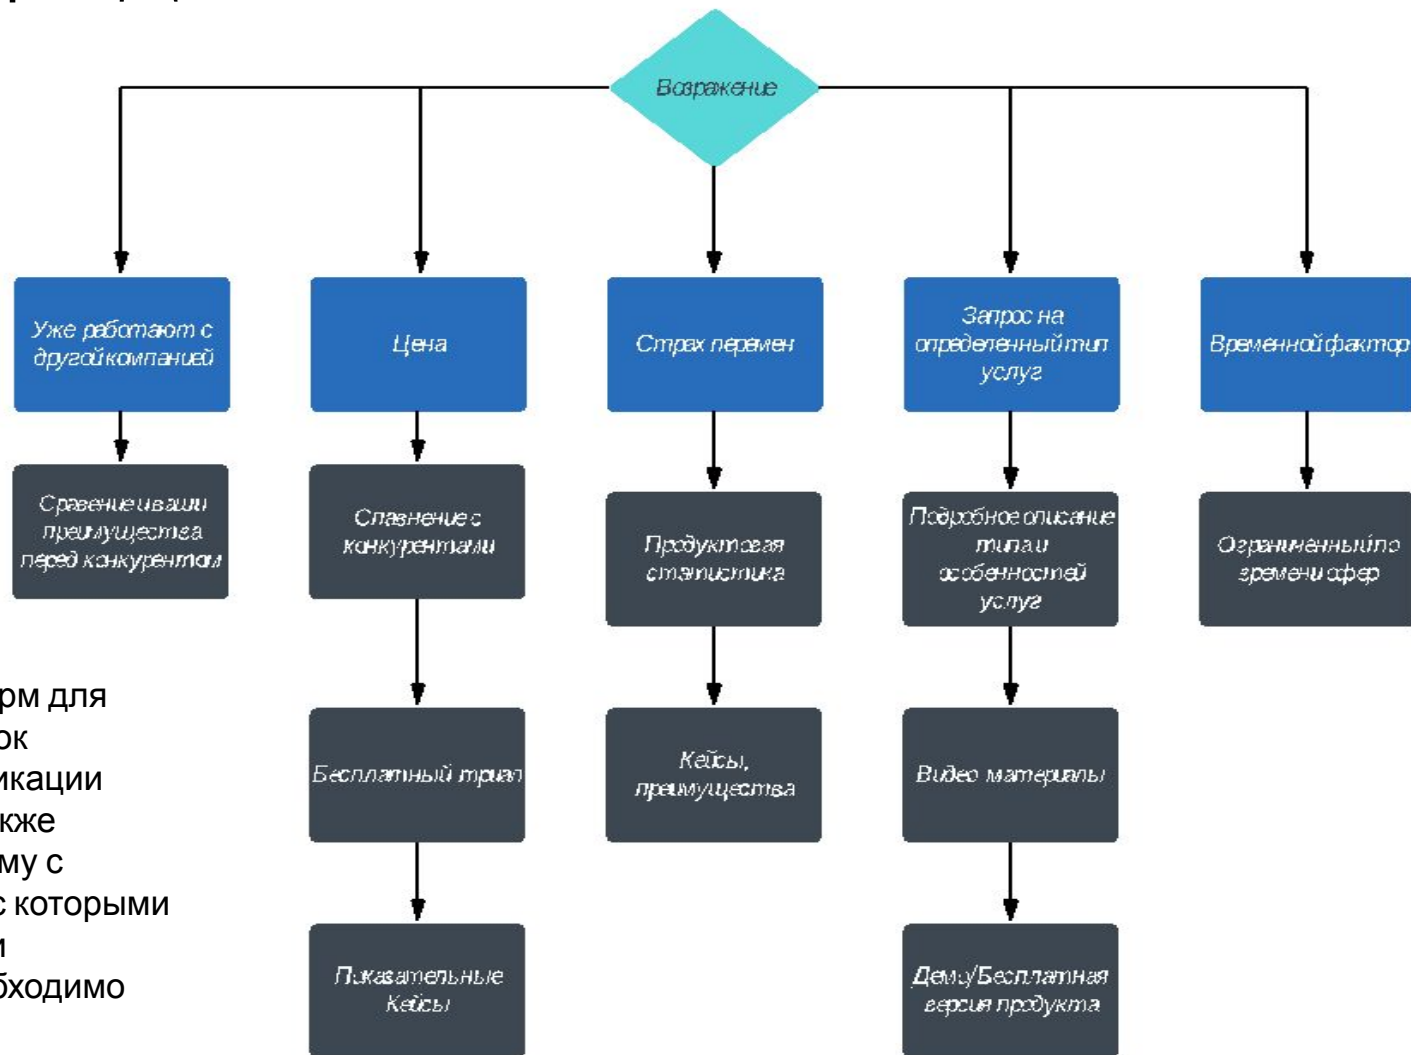 Возражение
Уже работают с
другой компанией
Цена
Страх перемен
Запрос на
определенный тип
услуг
Временной фактор
Сравение и ваши
преимущества
перед конкурентом
Славнение с
конкурентами
Продуктовая
статистика
Подробное описание
типа и
особенностей
услуг
Ограниченный по
времени офер
Бесплатный триал
Кейсы,
преимущества
Видео материалы
Показательные
Кейсы
Демо/Бесплатная
версия продукта
рм для
ок
икации
кже
му с
с которыми
и
бходимо